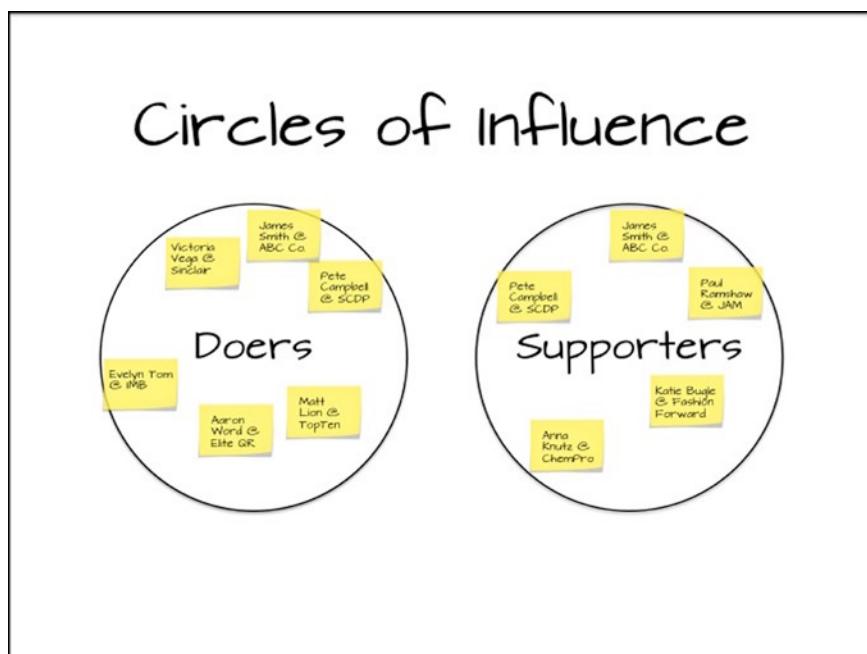 Circles of Influence
James
Smith @
ABC Co.
Victoria
Vega @
Sinclair
Pete
Campbell
@ SCDP
Doers
Evelyn Tom
@ IMB
Matt
Lion @
TopTen
Aaron
Word @
Elite QR
James
Smith @
ABC Co.
Paul
Ramshaw
@ JAM
Pete
Campbell
@ SCDP
Supporters
Katie Bugle
@ Fashion
Forward
Anna
Knutz @
ChemPro